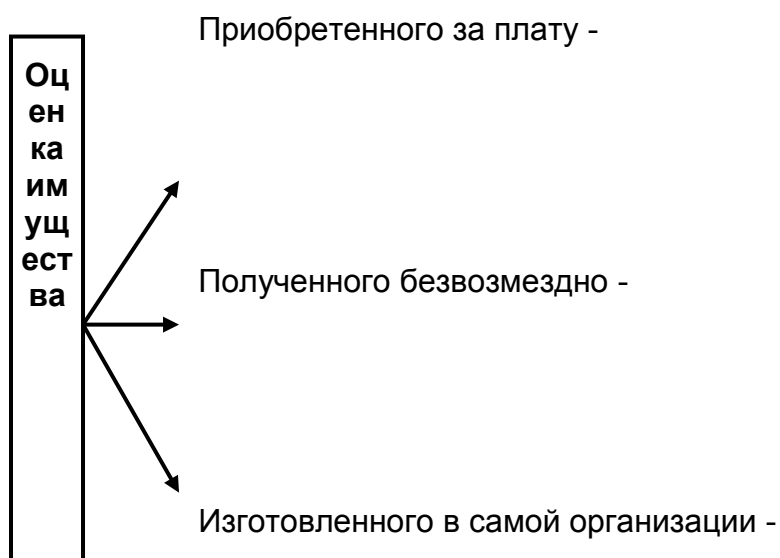 Приобретенного за плату -
Оц
ен
ка
им
ущ
ест
ва
Полученного безвозмездно -
Изготовленного в самой организации -